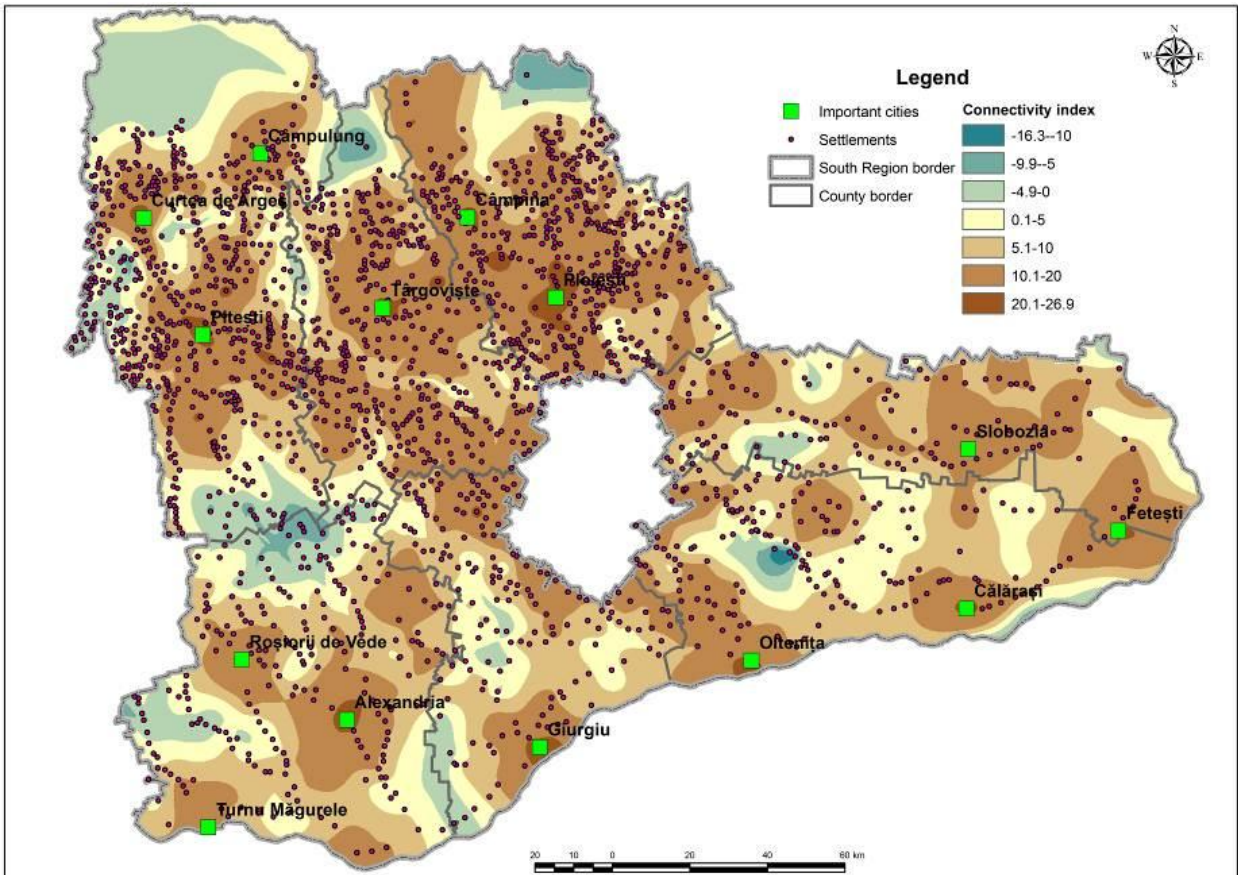 N
W E
S
Legend
Important cities
Settlements
South Region border
County border
Connectivity index
-16.3--10
-9.9--5
-4.9-0
0.1-5
5.1-10
10.1-20
20.1-26.9
Câmpulung
Curtea de Argeș
Câmpina
Târgoviște
Ploiești
Pitești
Slobozia
Fetești
Călărași
Oltenița
Roșiorii de Vede
Alexandria
Giurgiu
Turnu Măgurele
20 10 0 20 40 60 km